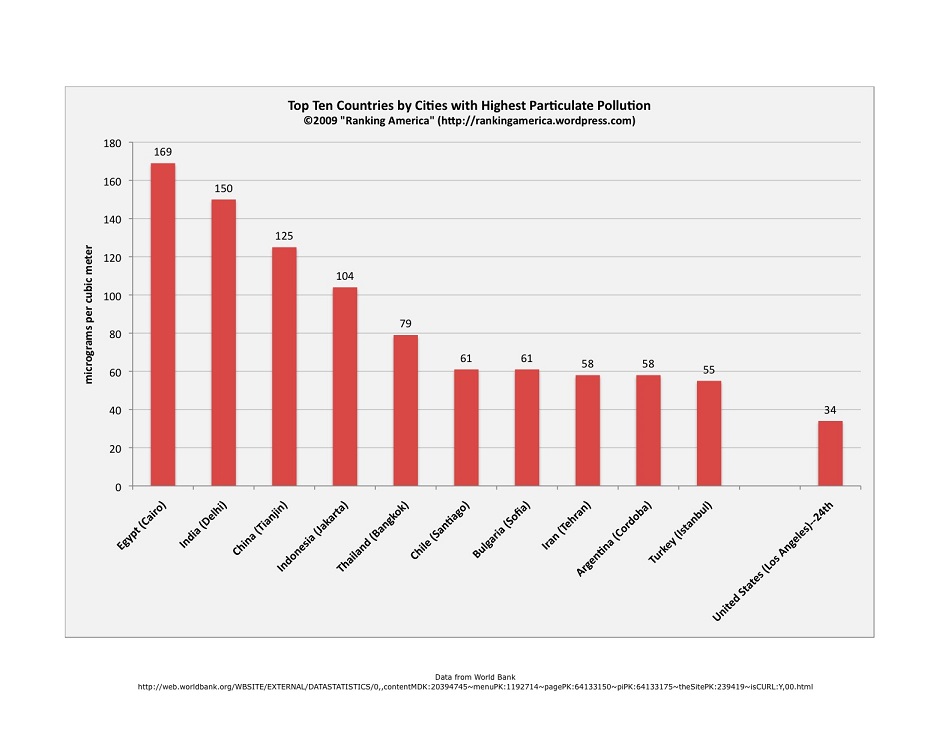 Top Ten Countries by Cities with Highest Particulate Pollution
©2009 "Ranking America" (http://rankingamerica.wordpress.com)
micrograms per cubic meter
180
160
140
120
100
80
60
40
20
0
169
150
125
104
79
61
61
58
58
55
34
Egypt (Cairo)
India (Delhi)
China (Tianjin)
Indonesia (Jakarta)
Thailand (Bangkok)
Chile (Santiago)
Bulgaria (Sofia)
Iran (Tehran)
Argentina (Cordoba)
Turkey (Istanbul)
United States (Los Angeles)--24th
Data from World Bank
http://web.worldbank.org/WBSITE/EXTERNAL/DATASTATISTICS/0,,contentMDK:20394745~menuPK:1192714~pagePK:64133150~piPK:64133175~theSitePK:239419~isCURL:Y,00.html